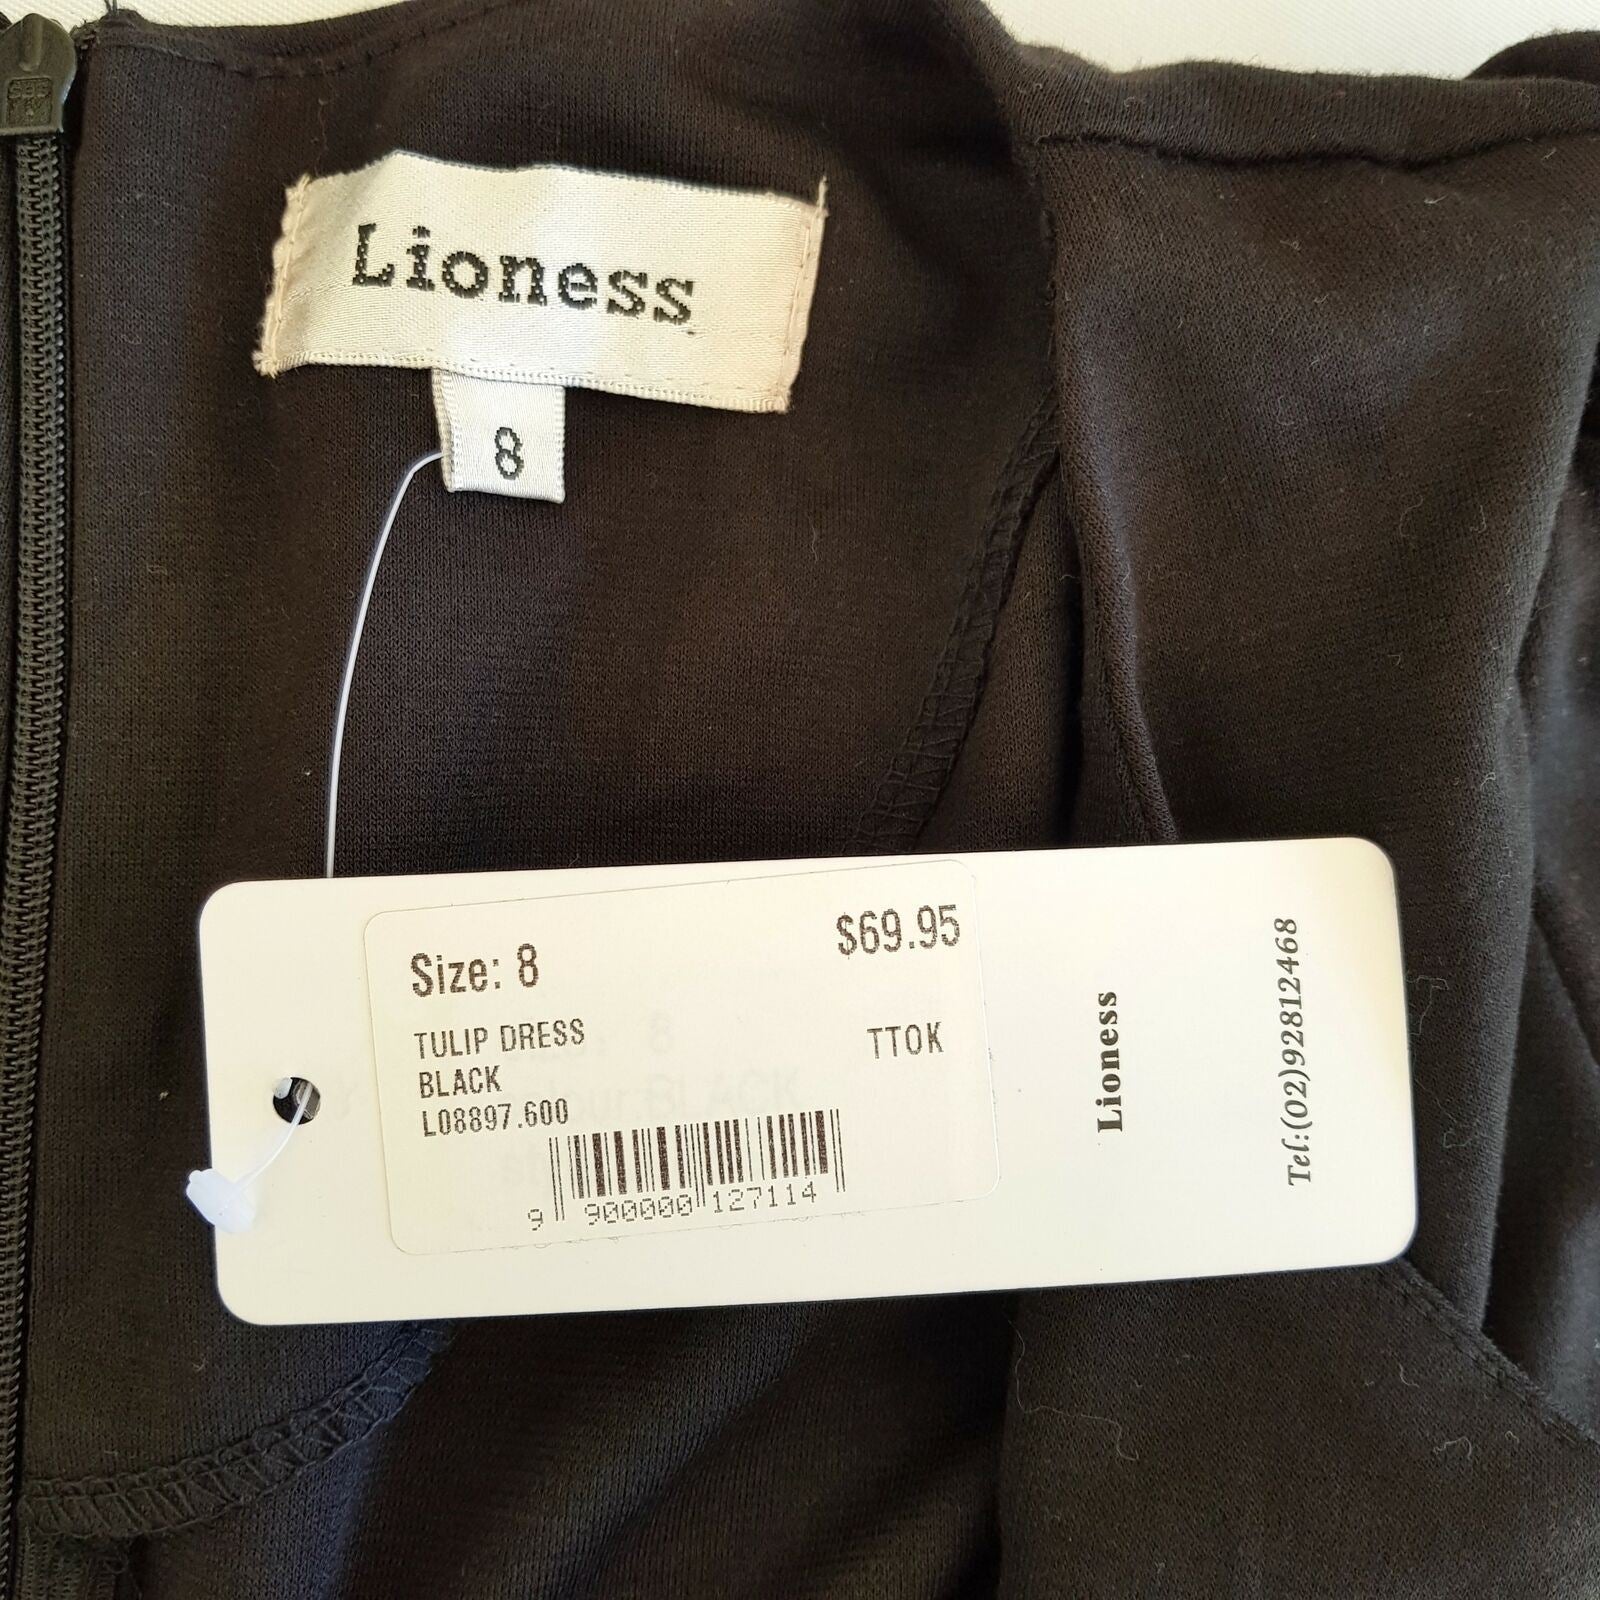 Lioness
8
Size: 8
$69.95
TULIP DRESS
TTOK
BLACK
L08897.600
9 900000 127114
Lioness
Tel:(02)92812468